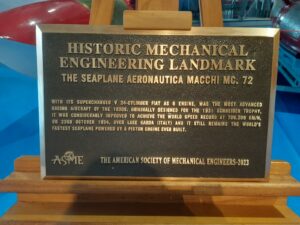 HISTORIC MECHANICAL
ENGINEERING LANDMARK
THE SEAPLANE AERONAUTICA MACCHI MC. 72
WITH ITS SUPERCHARGED V 24-CYLINDER FIAT AS 6 ENGINE, WAS THE MOST ADVANCED
RACING AIRCRAFT OF THE 1930S. ORIGINALLY DESIGNED FOR THE 1931 SCHNEIDER TROPHY,
IT WAS CONSIDERABLY IMPROVED TO ACHIEVE THE WORLD SPEED RECORD AT 709,209 KM/H,
ON 23RD OCTOBER 1934, OVER LAKE GARDA (ITALY) AND IT STILL REMAINS THE WORLD'S
FASTEST SEAPLANE POWERED BY A PISTON ENGINE EVER BUILT.
ASME
THE AMERICAN SOCIETY OF MECHANICAL ENGINEERS-2023